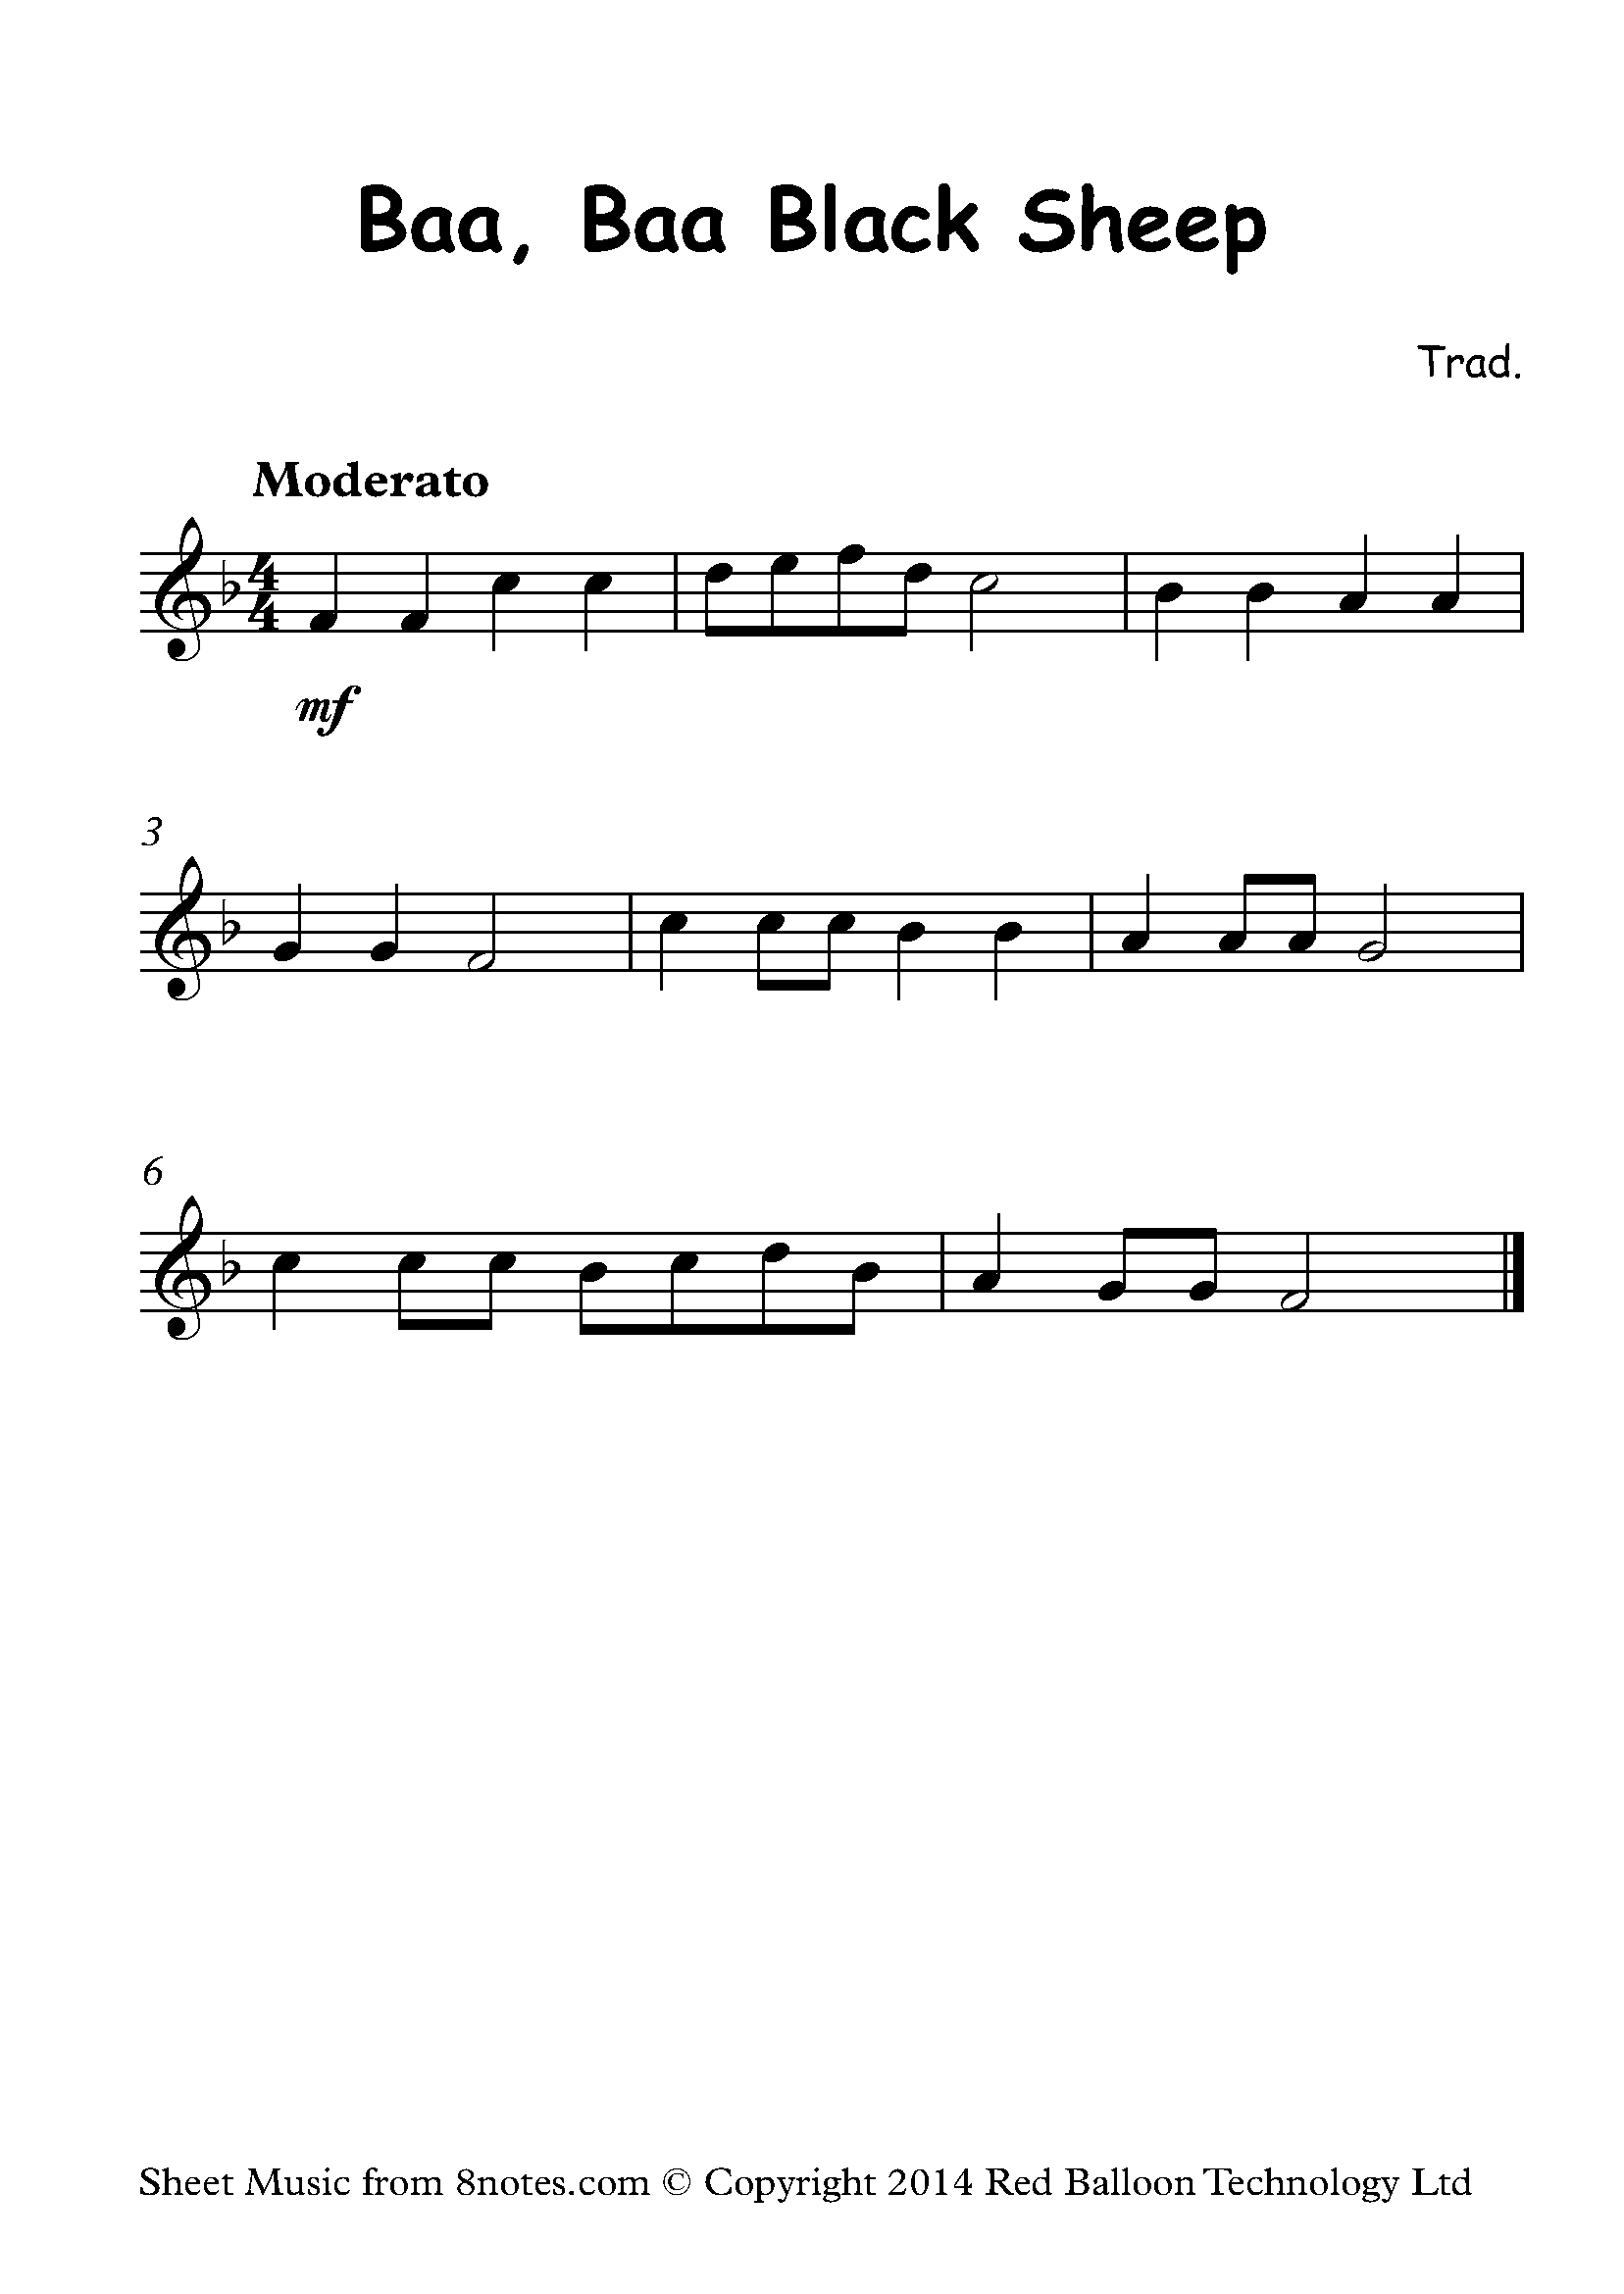 Baa, Baa Black Sheep
Trad.
Moderato
4
4
mf
3
6
Sheet Music from 8notes.com © Copyright 2014 Red Balloon Technology Ltd